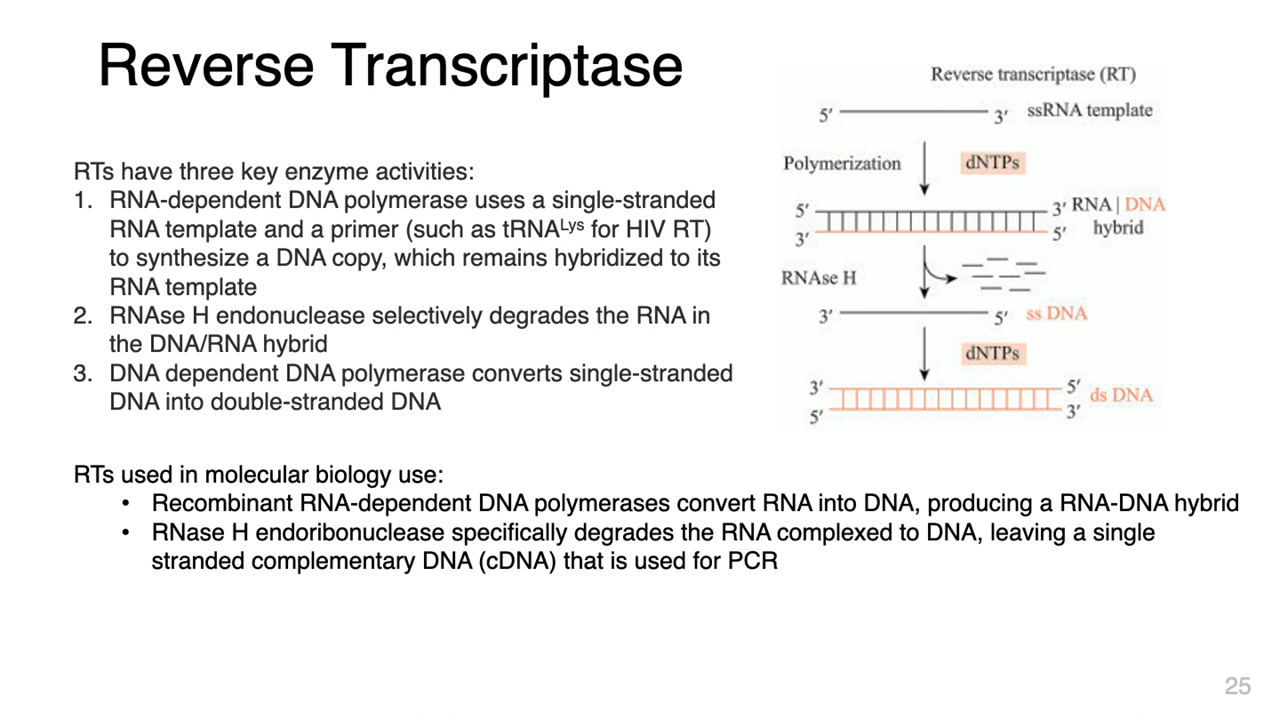 Reverse Transcriptase
RTs have three key enzyme activities:
1. RNA-dependent DNA polymerase uses a single-stranded
RNA template and a primer (such as tRNALys for HIV RT)
to synthesize a DNA copy, which remains hybridized to its
RNA template
2. RNAse H endonuclease selectively degrades the RNA in
the DNA/RNA hybrid
3. DNA dependent DNA polymerase converts single-stranded
DNA into double-stranded DNA
Reverse transcriptase (RT)
5′ 3′ ssRNA template
Polymerization dNTPs
5′ 3′ RNA | DNA
3′ 5′ hybrid
RNAse H
3′ 5′ ss DNA
dNTPs
3′ 5′ ds DNA
5′ 3′
RTs used in molecular biology use:
• Recombinant RNA-dependent DNA polymerases convert RNA into DNA, producing a RNA-DNA hybrid
• RNase H endoribonuclease specifically degrades the RNA complexed to DNA, leaving a single
stranded complementary DNA (cDNA) that is used for PCR
25